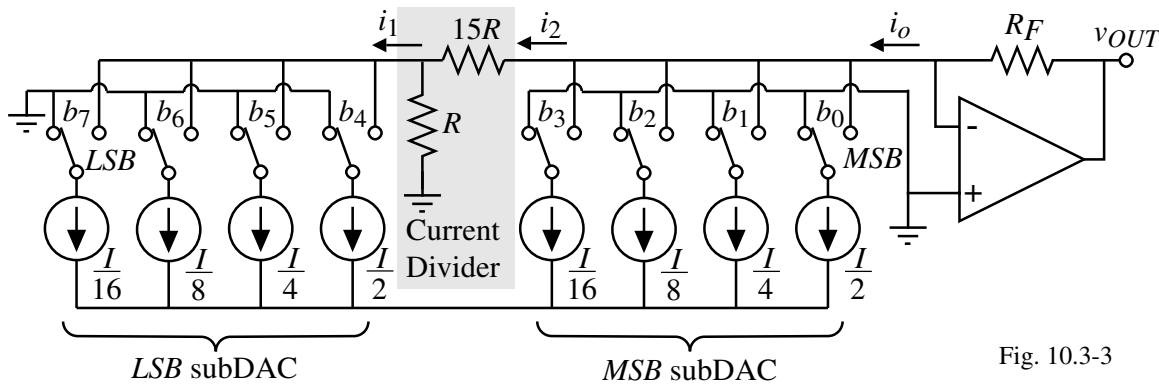 i1 15R i2 io RF vOUT
b7 b6 b5 b4 R b3 b2 b1 b0
LSB MSB
- 
+
Current
Divider
I/16 I/8 I/4 I/2 I/16 I/8 I/4 I/2
LSB subDAC MSB subDAC
Fig. 10.3-3